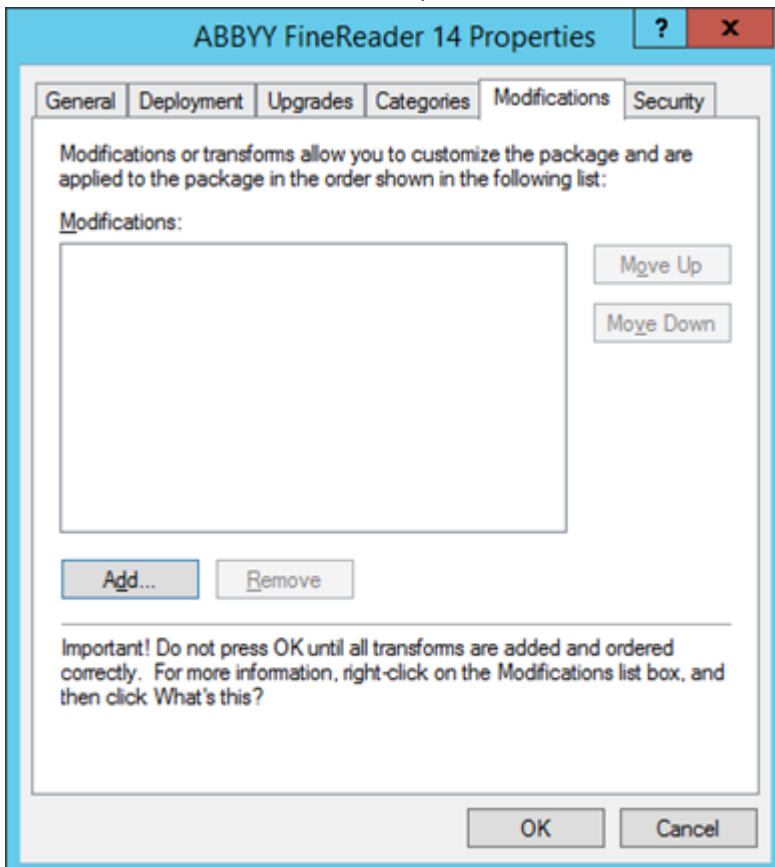 ABBYY FineReader 14 Properties
? x
General Deployment Upgrades Categories Modifications Security
Modifications or transforms allow you to customize the package and are
applied to the package in the order shown in the following list:
Modifications:
Move Up
Move Down
Add... Remove
Important! Do not press OK until all transforms are added and ordered
correctly. For more information, right-click on the Modifications list box, and
then click What's this?
OK Cancel